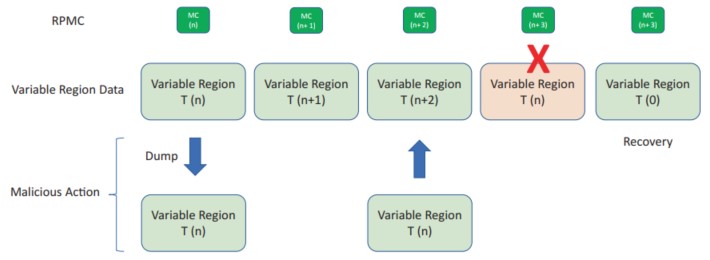 RPMC
MC
(n)
MC
(n+ 1)
MC
(n+ 2)
MC
(n+ 3)
MC
(n+ 3)
X
Variable Region Data
Variable Region
T (n)
Variable Region
T (n+1)
Variable Region
T (n+2)
Variable Region
T (n)
Variable Region
T (0)
Dump
Recovery
Malicious Action
Variable Region
T (n)
Variable Region
T (n)